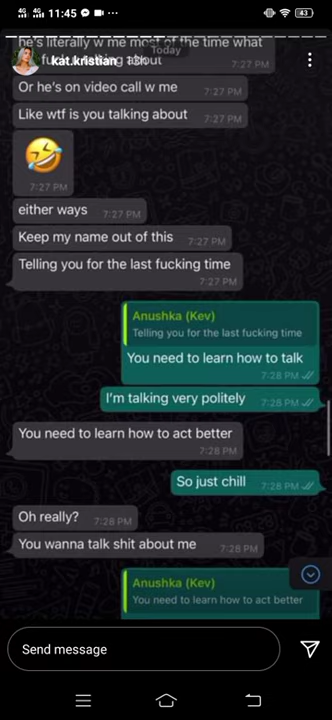 4G 4G 11:45
43
he's literally w me most of the time what
Today
kat.kristian 13h
7:27 PM
Or he's on video call w me 7:27 PM
Like wtf is you talking about 7:27 PM
🤣
7:27 PM
either ways 7:27 PM
Keep my name out of this 7:27 PM
Telling you for the last fucking time
7:27 PM
Anushka (Kev)
Telling you for the last fucking time
You need to learn how to talk
7:28 PM
I'm talking very politely 7:28 PM
You need to learn how to act better
7:28 PM
So just chill 7:28 PM
Oh really? 7:28 PM
You wanna talk shit about me 7:28 PM
Anushka (Kev)
You need to learn how to act better
Send message